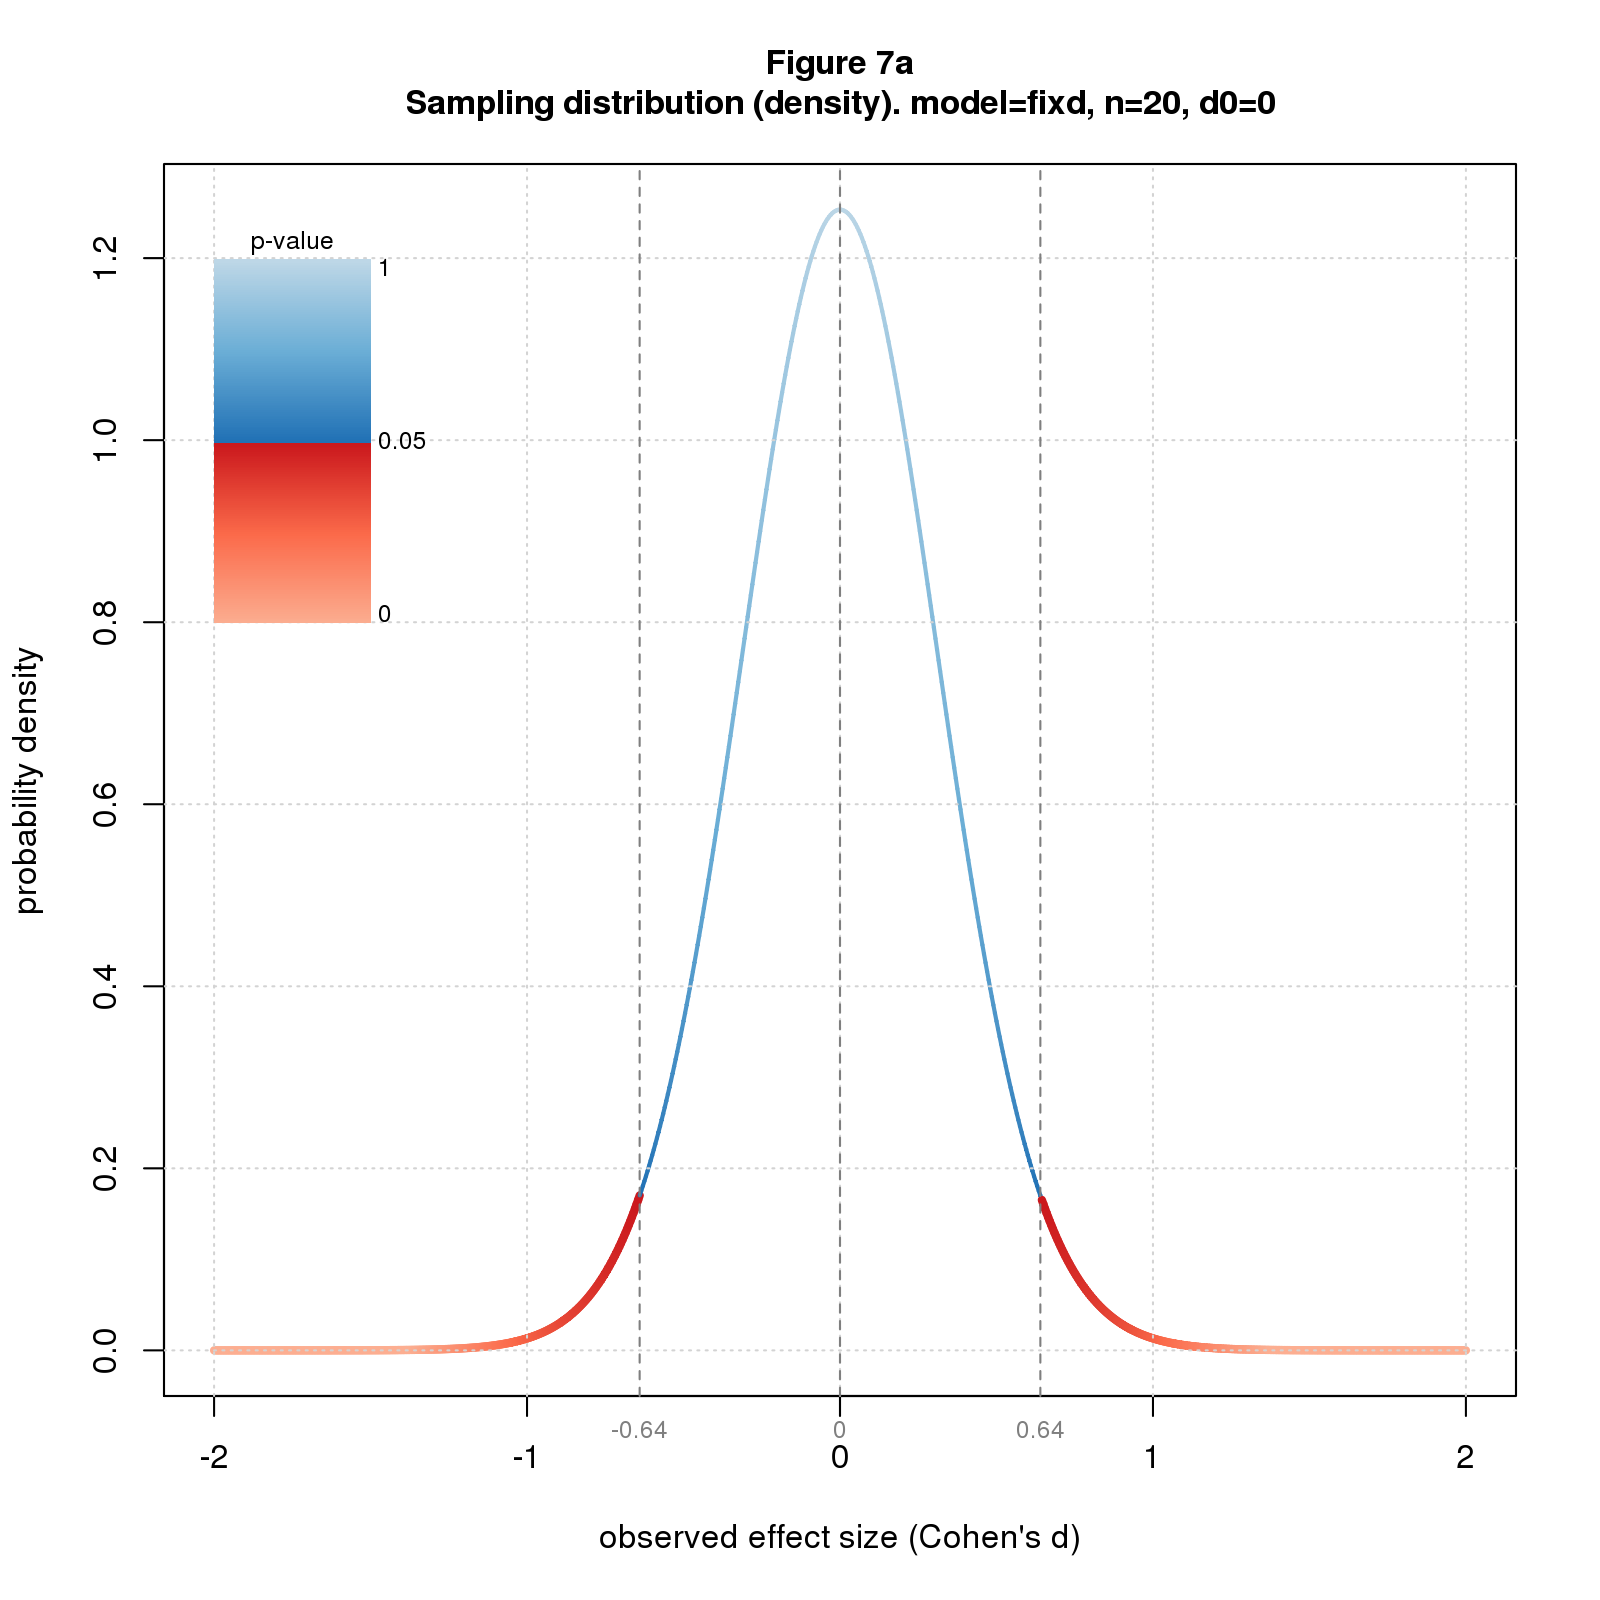 Figure 7a
Sampling distribution (density). model=fixd, n=20, d0=0
p-value
1
0.05
0
probability density
1.2
1.0
0.8
0.6
0.4
0.2
0.0
-0.64 0 0.64
-2 -1 0 1 2
observed effect size (Cohen's d)